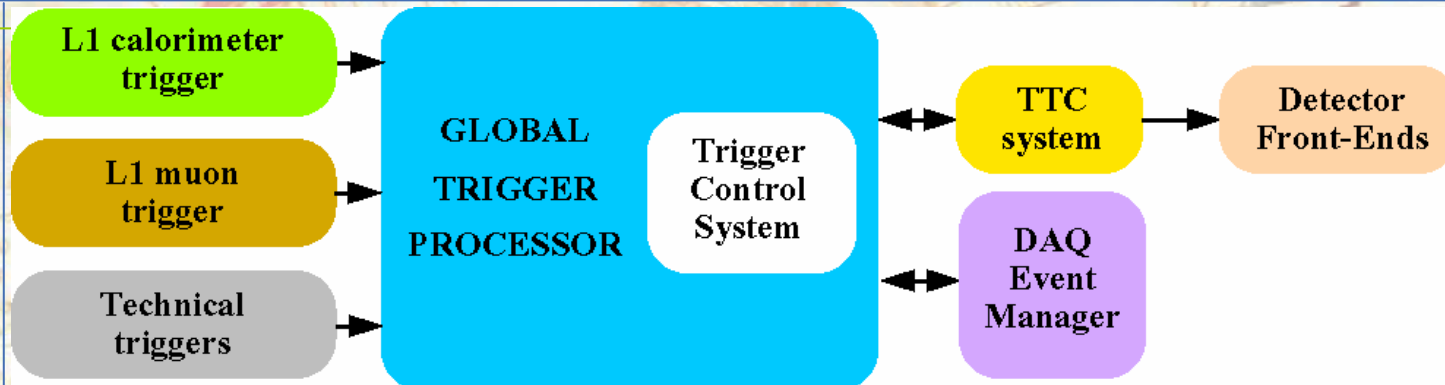 L1 calorimeter
trigger
L1 muon
trigger
Technical
triggers
GLOBAL
TRIGGER
PROCESSOR
Trigger
Control
System
TTC
system
Detector
Front-Ends
DAQ
Event
Manager